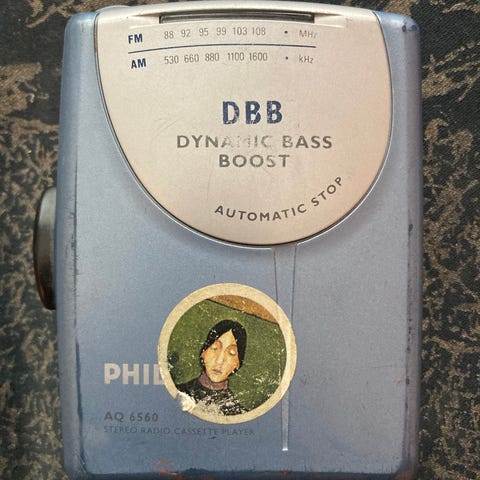 FM 88 92 95 99 103 108 • MHz
AM 530 660 880 1100 1600 • kHz
DBB
DYNAMIC BASS
BOOST
AUTOMATIC STOP
PHIL
AQ 6560
STEREO RADIO CASSETTE PLAYER